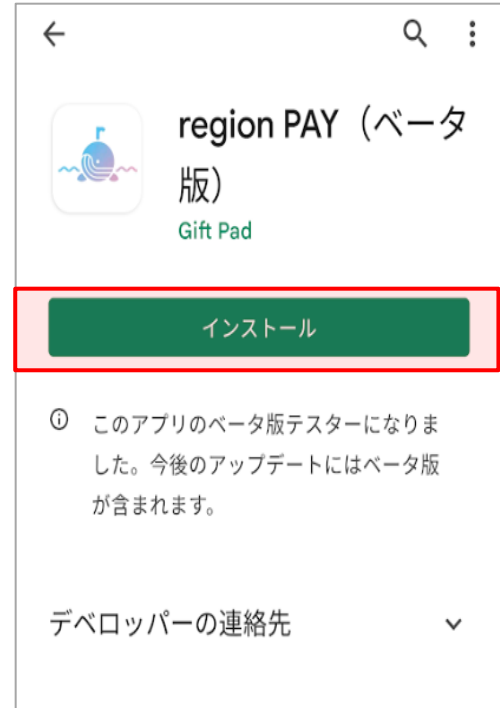 region PAY（ベータ
版）
Gift Pad
インストール
このアプリのベータ版テスターになりま
した。今後のアップデートにはベータ版
が含まれます。
デベロッパーの連絡先